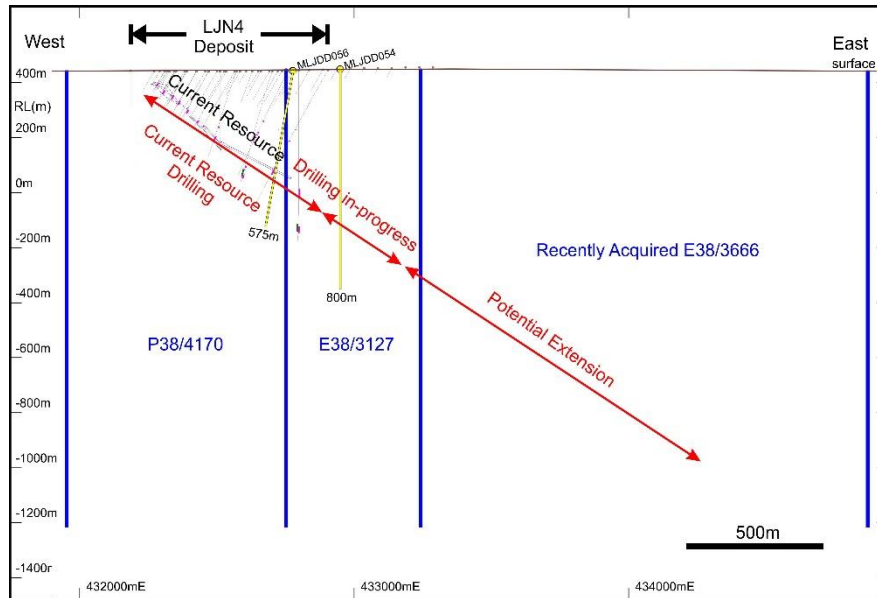 LJN4
Deposit
West
East
surface
MLJDD056
MLJDD054
400m
RL(m)
200m
0m
-200m
-400m
-600m
-800m
-1000m
-1200m
-1400r
Current Resource
Current Resource
Drilling
Drilling in-progress
575m
800m
Recently Acquired E38/3666
Potential Extension
P38/4170
E38/3127
500m
432000mE
433000mE
434000mE